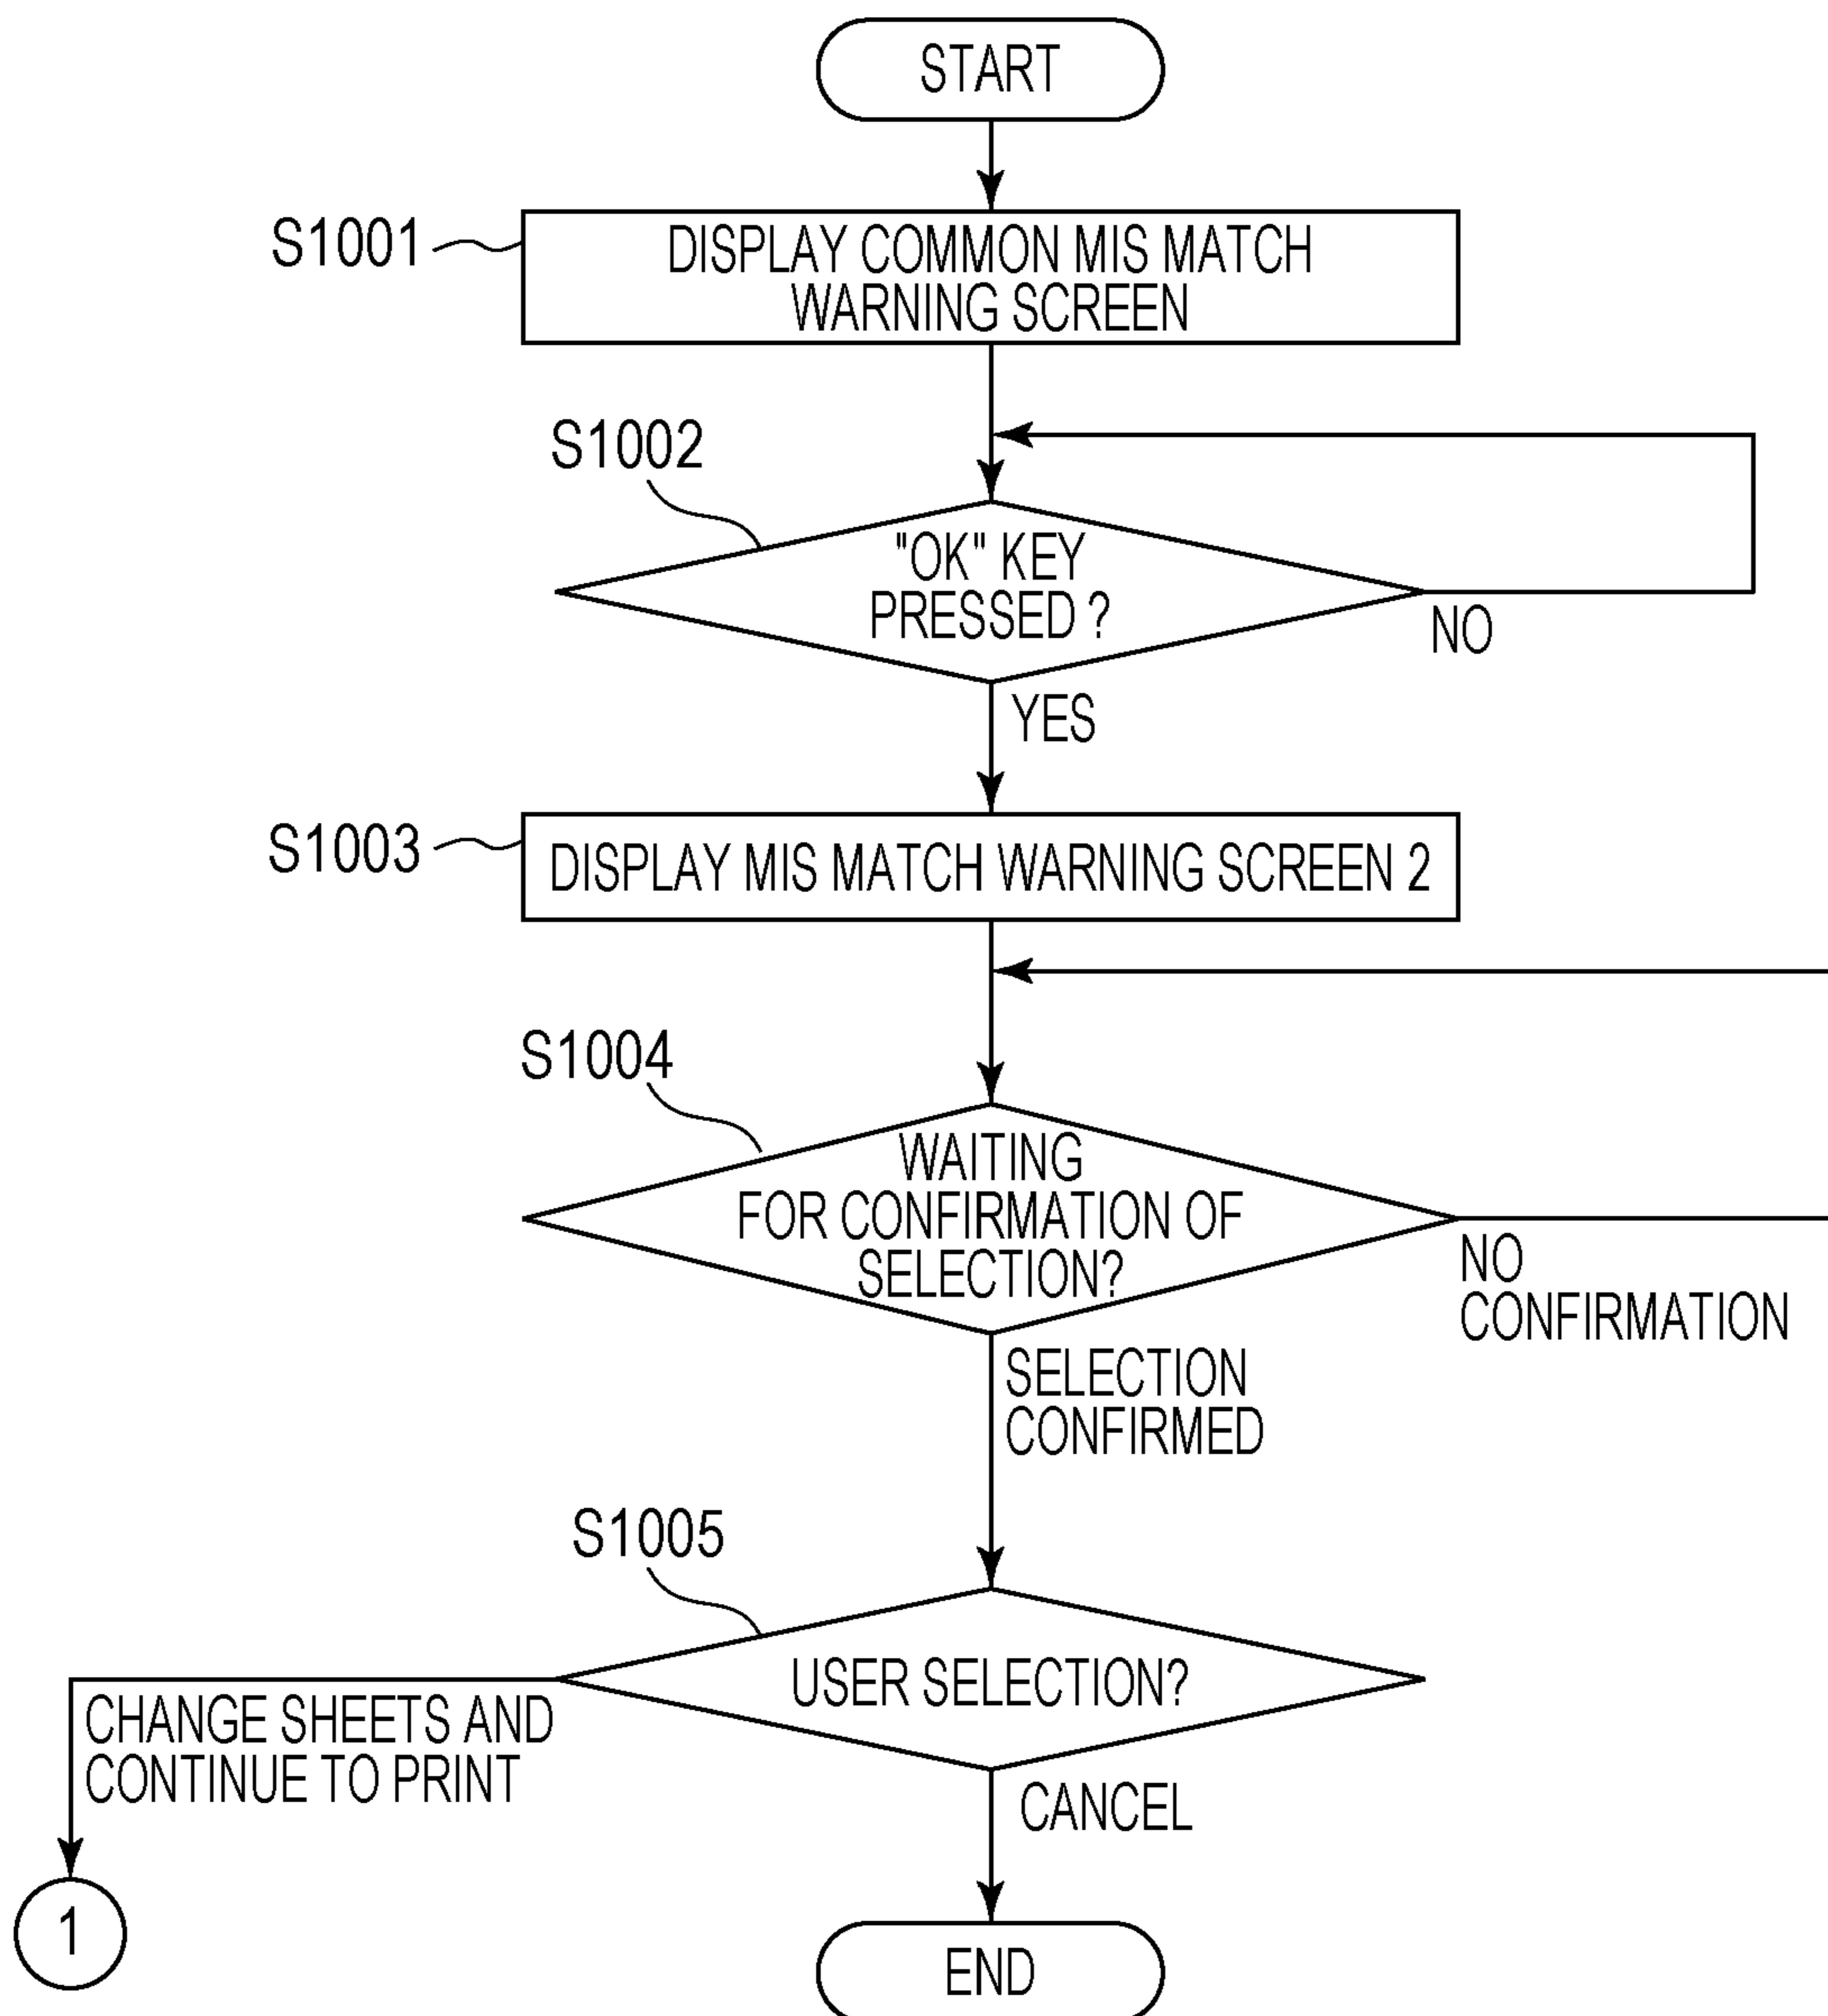 START
S1001
DISPLAY COMMON MIS MATCH
WARNING SCREEN
S1002
"OK" KEY
PRESSED ?
NO
YES
S1003
DISPLAY MIS MATCH WARNING SCREEN 2
S1004
WAITING
FOR CONFIRMATION OF
SELECTION?
NO
CONFIRMATION
SELECTION
CONFIRMED
S1005
USER SELECTION?
CHANGE SHEETS AND
CONTINUE TO PRINT
CANCEL
1
END